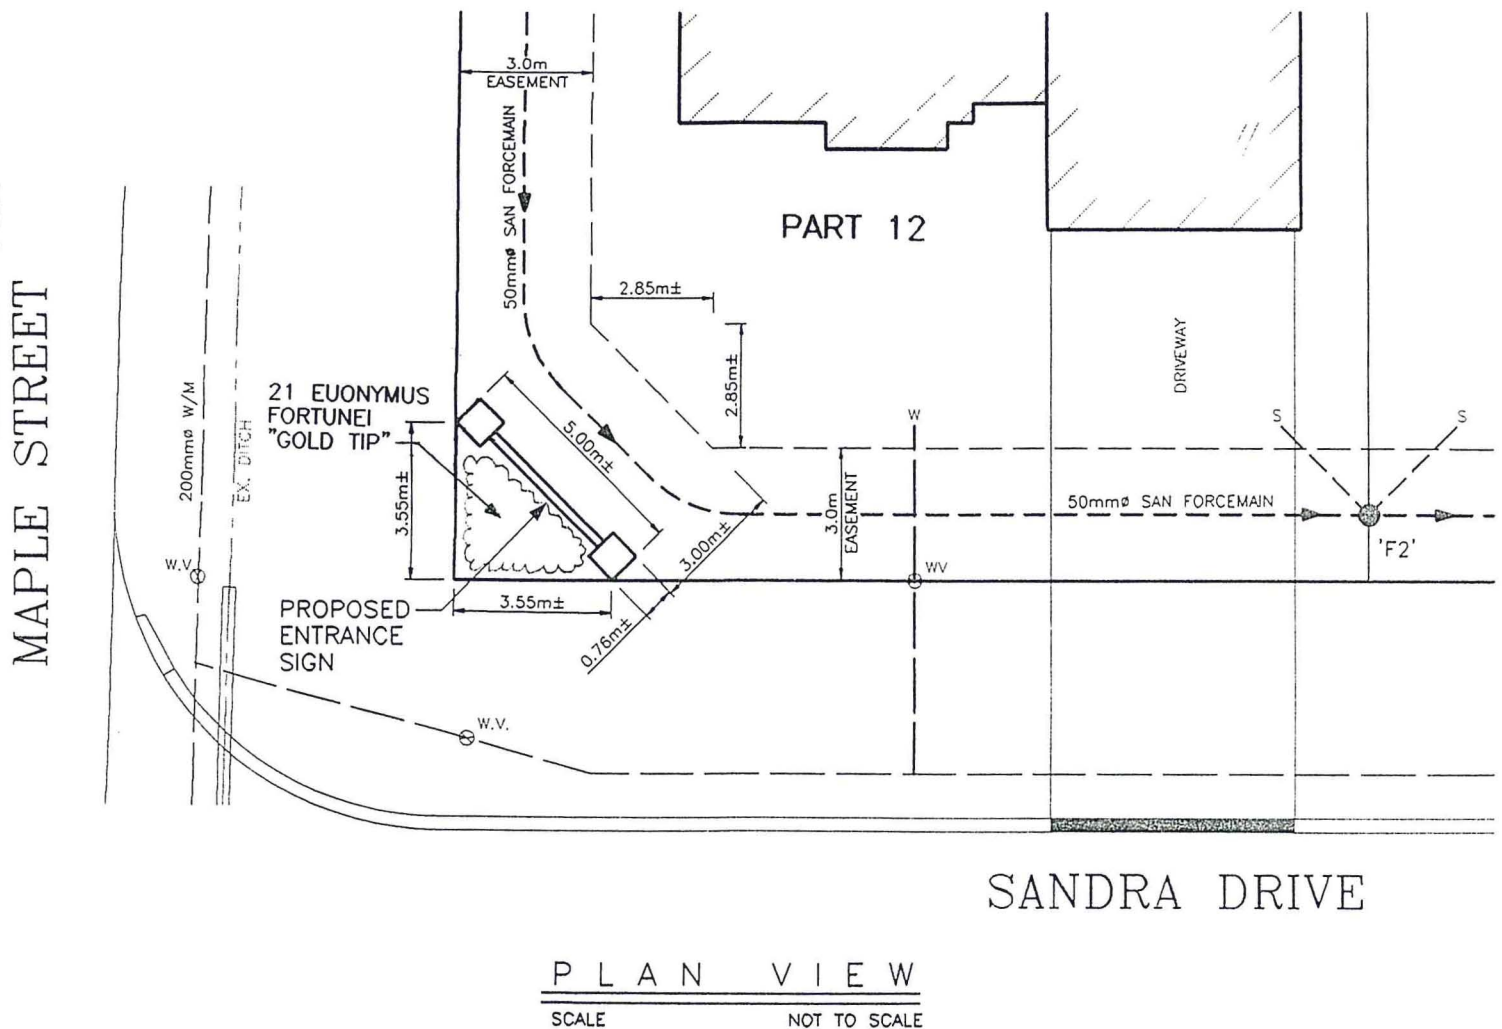 3.0m
EASEMENT
50mmø SAN FORCEMAIN
PART 12
2.85m±
2.85m±
DRIVEWAY
MAPLE STREET
200mmø W/M
EX. DITCH
21 EUONYMUS
FORTUNEI
"GOLD TIP"
5.00m±
3.55m±
W
S
S
3.0m
EASEMENT
50mmø SAN FORCEMAIN
'F2'
3.00m±
W.V.
WV
3.55m±
0.76m±
PROPOSED
ENTRANCE
SIGN
W.V.
SANDRA DRIVE
PLAN VIEW
SCALE NOT TO SCALE